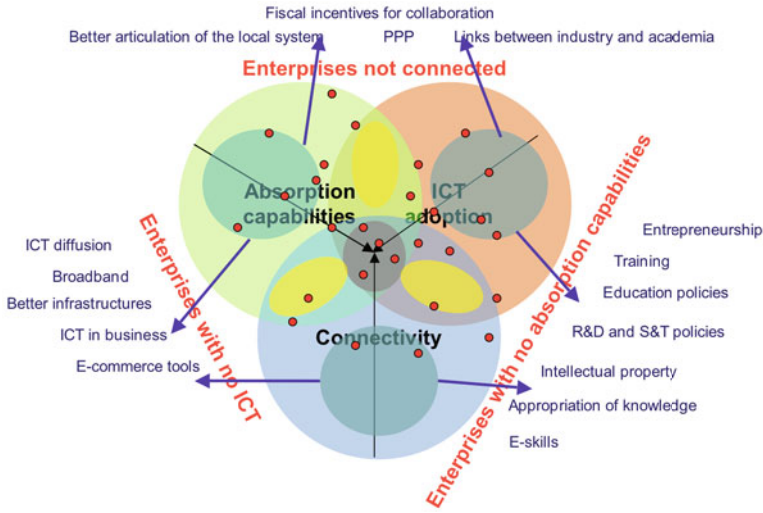 Fiscal incentives for collaboration
Better articulation of the local system
PPP
Links between industry and academia
Enterprises not connected
Absorption
capabilities
ICT
adoption
Connectivity
Enterprises with no ICT
Enterprises with no absorption capabilities
ICT diffusion
Broadband
Better infrastructures
ICT in business
E-commerce tools
Entrepreneurship
Training
Education policies
R&D and S&T policies
Intellectual property
Appropriation of knowledge
E-skills